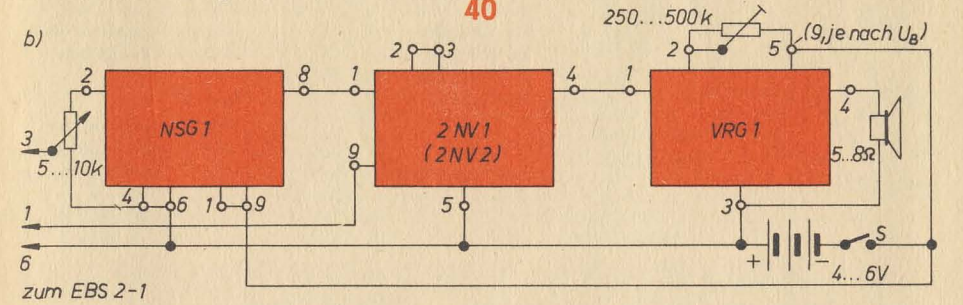 40
b)
250...500k
2 3
2 5 (9, je nach U_B)
2 8 1 4 1 4
NSG 1
2 NV 1
(2 NV 2)
VRG 1
3
5...10k
9
5...8Ω
4 6 1 9
5
3
1
6
+ − S
4...6V
zum EBS 2-1